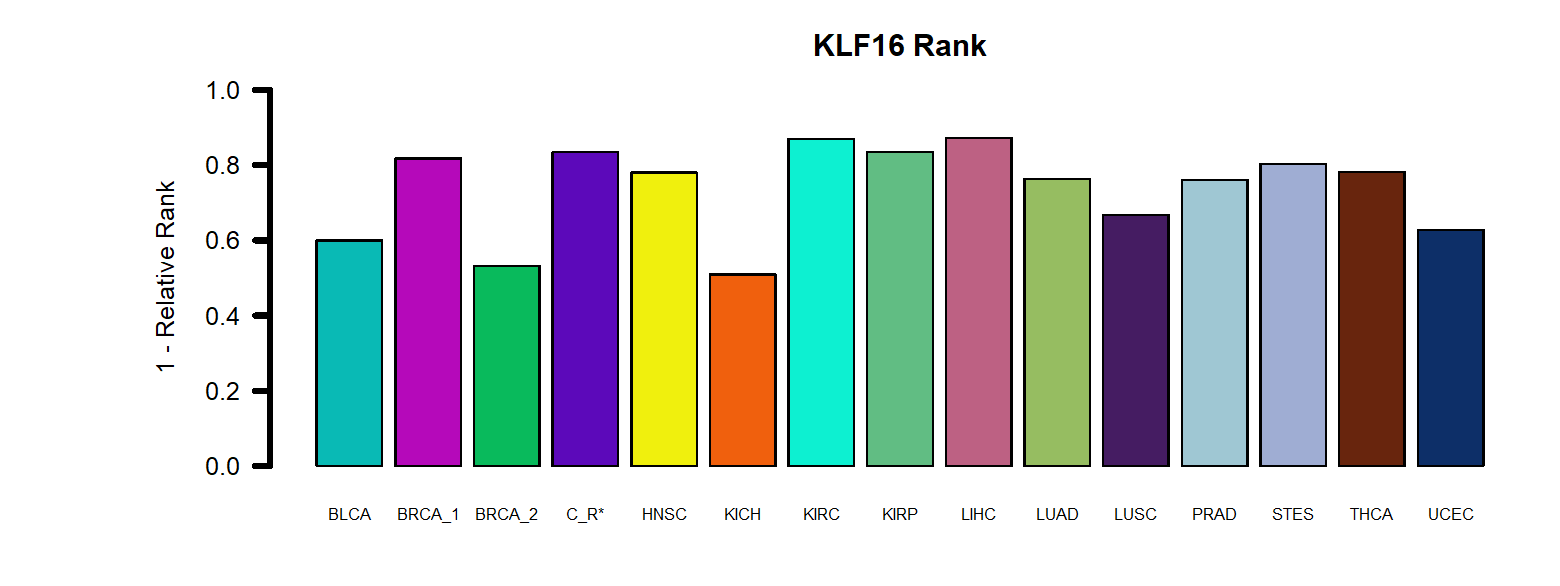 KLF16 Rank
1 - Relative Rank
1.0
0.8
0.6
0.4
0.2
0.0
BLCA BRCA_1 BRCA_2 C_R* HNSC KICH KIRC KIRP LIHC LUAD LUSC PRAD STES THCA UCEC